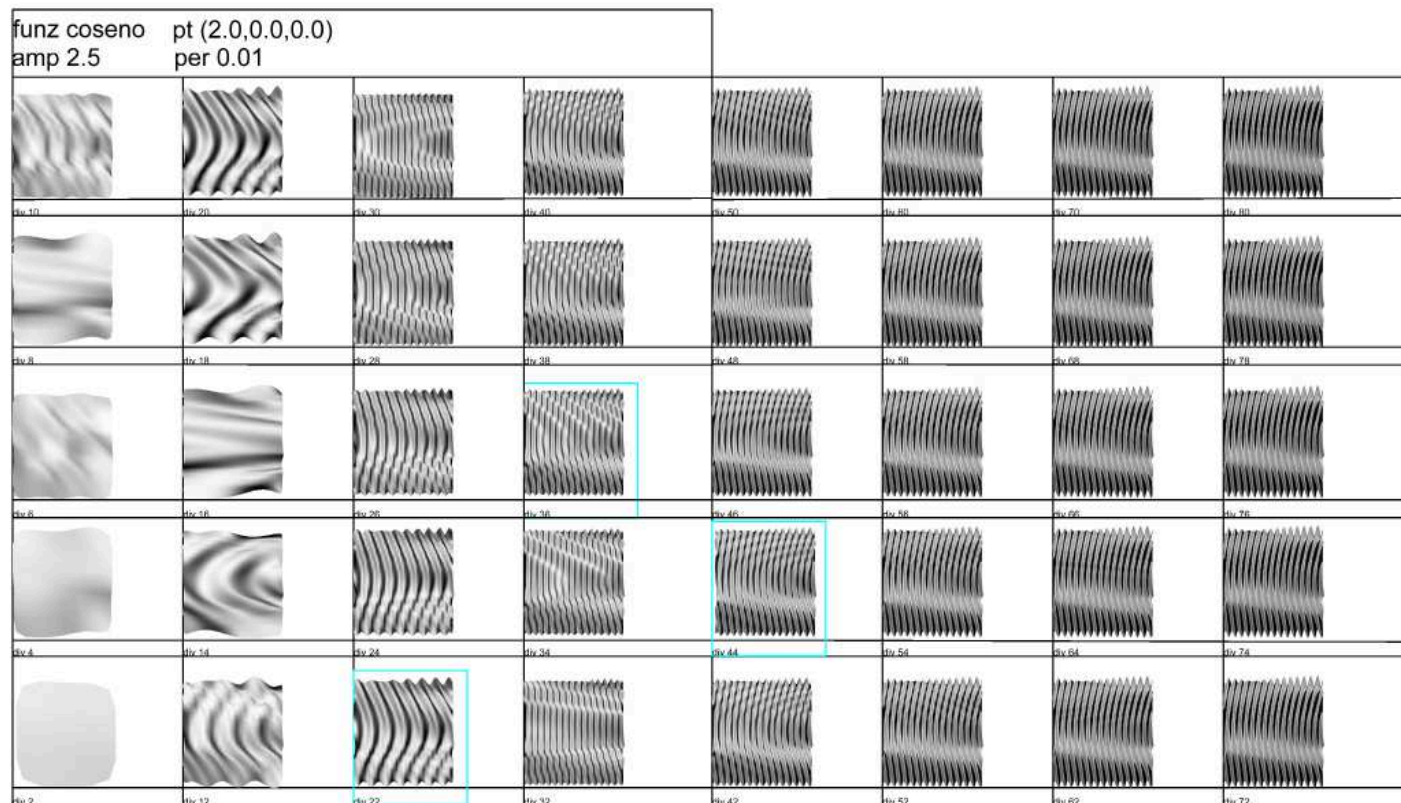 funz coseno pt (2.0,0.0,0.0)
amp 2.5 per 0.01
div 10 div 20 div 30 div 40 div 50 div 60 div 70 div 80
div 8 div 18 div 28 div 38 div 48 div 58 div 68 div 78
div 6 div 16 div 26 div 36 div 46 div 56 div 66 div 76
div 4 div 14 div 24 div 34 div 44 div 54 div 64 div 74
div 2 div 12 div 22 div 32 div 42 div 52 div 62 div 72